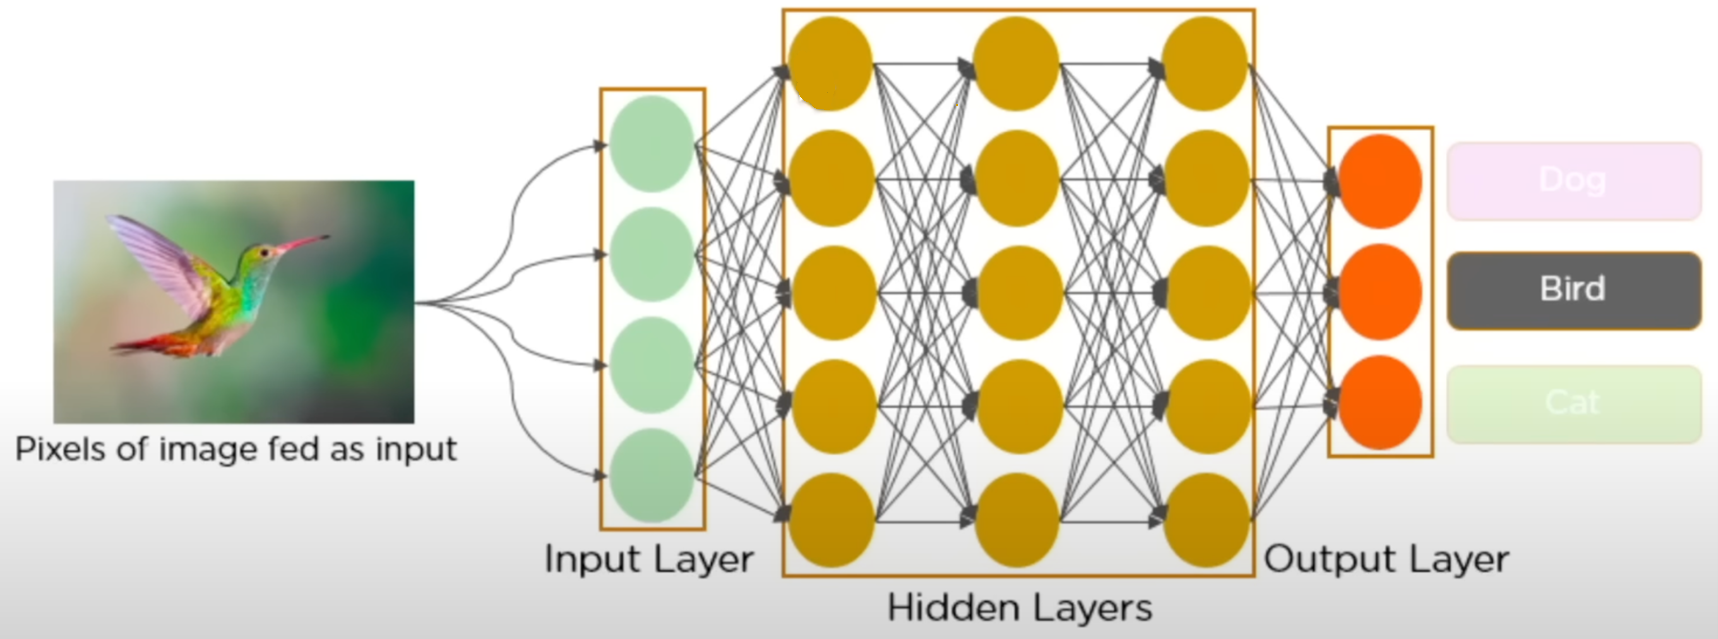 Dog
Bird
Cat
Pixels of image fed as input
Input Layer
Output Layer
Hidden Layers